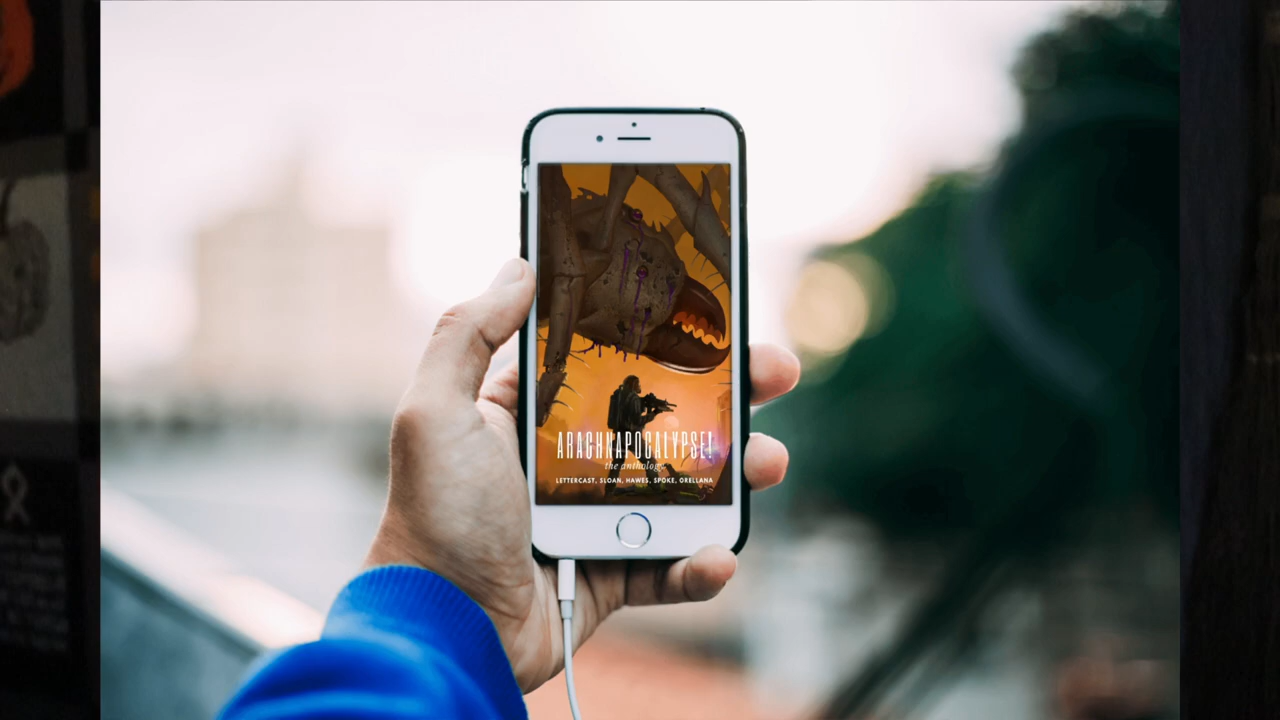 ARACHNAPOCALYPSE!
the anthology
LETTERCAST, SLOAN, HAWES, SPOKE, ORELLANA